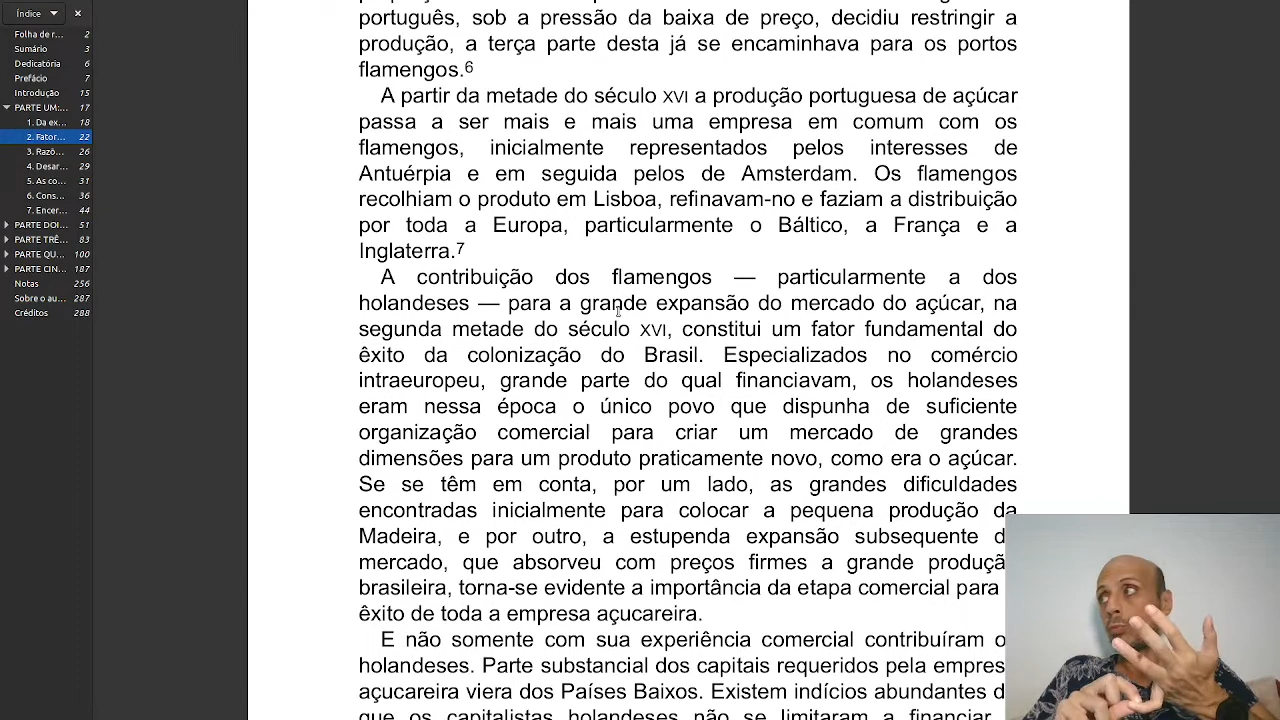 Índice
Folha de r... 2
Sumário 3
Dedicatória 6
Prefácio 7
Introdução 15
PARTE UM:... 17
1. Da ex... 18
2. Fator... 22
3. Razõ... 26
4. Desar... 29
5. As co... 31
6. Cons... 36
7. Encer... 44
PARTE DOI... 51
PARTE TRÊ... 83
PARTE QU... 100
PARTE CIN... 187
Notas 256
Sobre o au... 287
Créditos 288
português, sob a pressão da baixa de preço, decidiu restringir a
produção, a terça parte desta já se encaminhava para os portos
flamengos.6
A partir da metade do século XVI a produção portuguesa de açúcar
passa a ser mais e mais uma empresa em comum com os
flamengos, inicialmente representados pelos interesses de
Antuérpia e em seguida pelos de Amsterdam. Os flamengos
recolhiam o produto em Lisboa, refinavam-no e faziam a distribuição
por toda a Europa, particularmente o Báltico, a França e a
Inglaterra.7
A contribuição dos flamengos — particularmente a dos
holandeses — para a grande expansão do mercado do açúcar, na
segunda metade do século XVI, constitui um fator fundamental do
êxito da colonização do Brasil. Especializados no comércio
intraeuropeu, grande parte do qual financiavam, os holandeses
eram nessa época o único povo que dispunha de suficiente
organização comercial para criar um mercado de grandes
dimensões para um produto praticamente novo, como era o açúcar.
Se se têm em conta, por um lado, as grandes dificuldades
encontradas inicialmente para colocar a pequena produção da
Madeira, e por outro, a estupenda expansão subsequente d
mercado, que absorveu com preços firmes a grande produçã
brasileira, torna-se evidente a importância da etapa comercial para
êxito de toda a empresa açucareira.
E não somente com sua experiência comercial contribuíram o
holandeses. Parte substancial dos capitais requeridos pela empres
açucareira viera dos Países Baixos. Existem indícios abundantes d
que os capitalistas holandeses não se limitaram a financiar